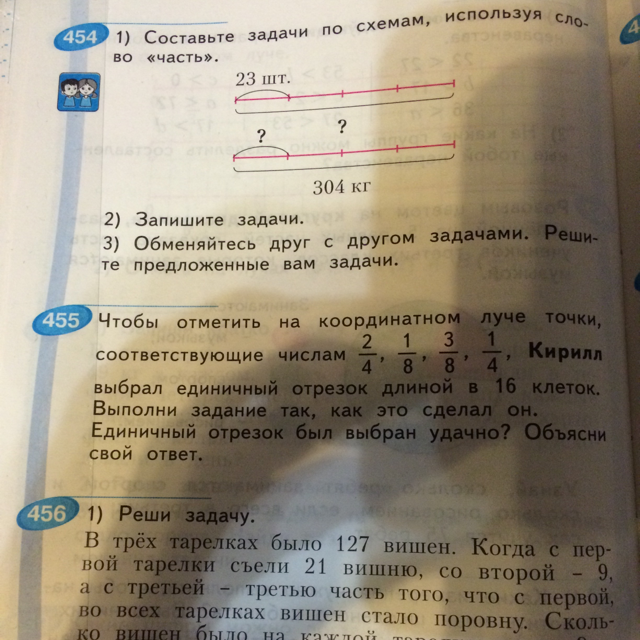 454 1) Составьте задачи по схемам, используя сло-
во «часть».
23 шт.
?
?
304 кг
2) Запишите задачи.
3) Обменяйтесь друг с другом задачами. Реши-
те предложенные вам задачи.
455 Чтобы отметить на координатном луче точки,
соответствующие числам 2/4, 1/8, 3/8, 1/4, Кирилл
выбрал единичный отрезок длиной в 16 клеток.
Выполни задание так, как это сделал он.
Единичный отрезок был выбран удачно? Объясни
свой ответ.
456 1) Реши задачу.
В трёх тарелках было 127 вишен. Когда с пер-
вой тарелки съели 21 вишню, со второй – 9,
а с третьей – третью часть того, что с первой,
во всех тарелках вишен стало поровну. Сколь-
ко вишен было на каждой